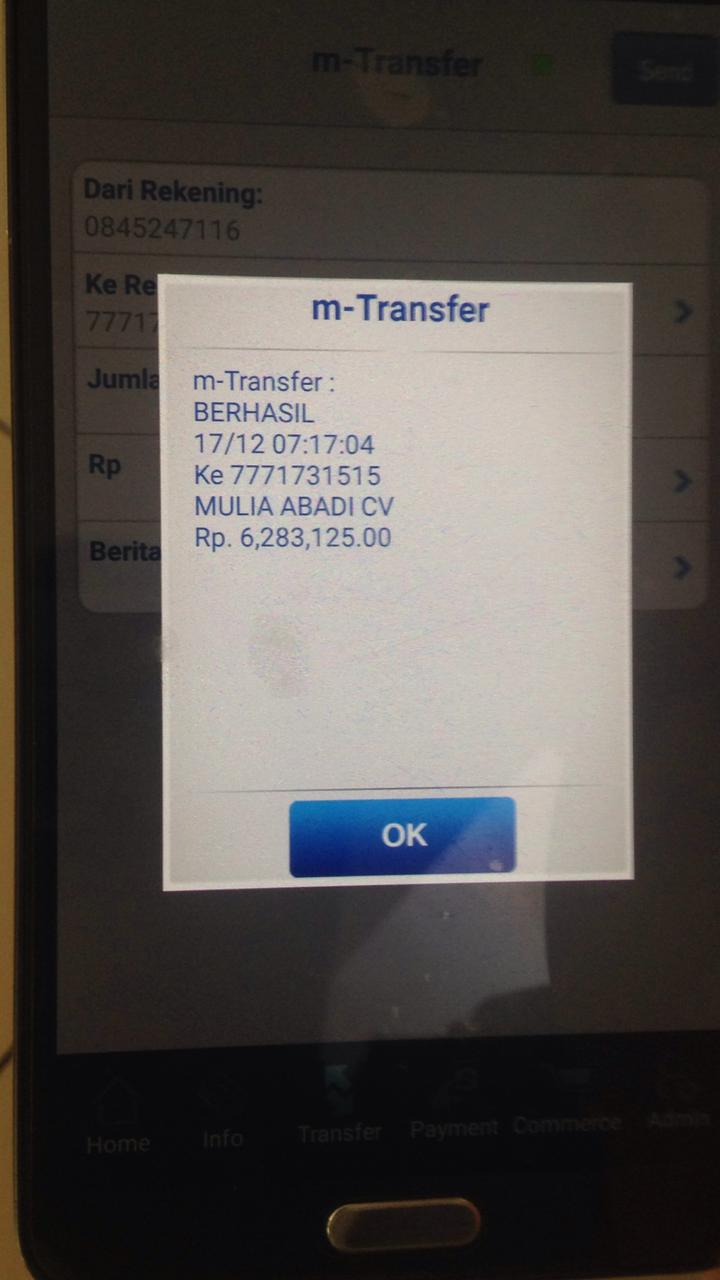 m-Transfer
Send
Dari Rekening:
0845247116
Ke Re
77717
Jumla
Rp
Berita
m-Transfer
m-Transfer :
BERHASIL
17/12 07:17:04
Ke 7771731515
MULIA ABADI CV
Rp. 6,283,125.00
OK
Home
Info
Transfer
Payment
Commerce
Admin